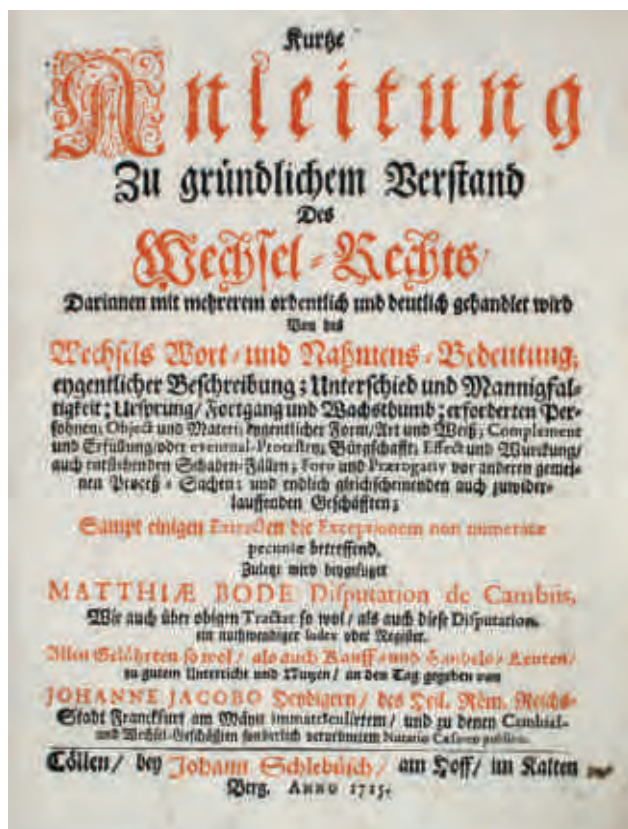 Kurtze
Anleitung
Zu gründlichem Verstand
Des
Wechsel-Rechts/
Darinnen mit mehrerem ordentlich und deutlich gehandlet wird
Von des
Wechsels Wort- und Nahmens-Bedeutung;
eygentlicher Beschreibung; Unterschied und Mannigfal-
tigkeit; Ursprung/ Fortgang und Wachsthumb; erforderten Per-
sohnen; Object und Materi; eygentlicher Form/ Art und Weiß; Complement
und Erfüllung/ oder eventual-Protesten; Bürgschafft; Effect und Würckung/
auch entstehenden Schaden-Fällen; Foro und Prærogativ vor anderen gemei-
nen Proceß-Sachen; und endlich gleichscheinenden auch zuwider-
lauffenden Geschäfften;
Sampt einigen Extracten die Exceptionem non numeratæ
pecuniæ betreffend.
Zuletzt wird beygefüget
MATTHIÆ BODE Disputation de Cambiis,
Wie auch über obigen Tractat so wol/ als auch diese Disputation.
ein nothwendiger Index oder Register.
Allen Gelährten so wol/ als auch Kauff- und Handels-Leuten/
zu gutem Unterricht und Nutzen/ an den Tag gegeben von
JOHANNE JACOBO Heydigern/ des Heil. Röm. Reichs-
Stadt Franckfurt am Mayn immatriculirtem/ und zu denen Cambial-
und Wechsel-Geschäften sonderlich verordnetem Notario Cæsareo publico.
Cöllen/ bey Johann Schlebusch/ am Hoff/ im Kalten
Berg. ANNO 1715.